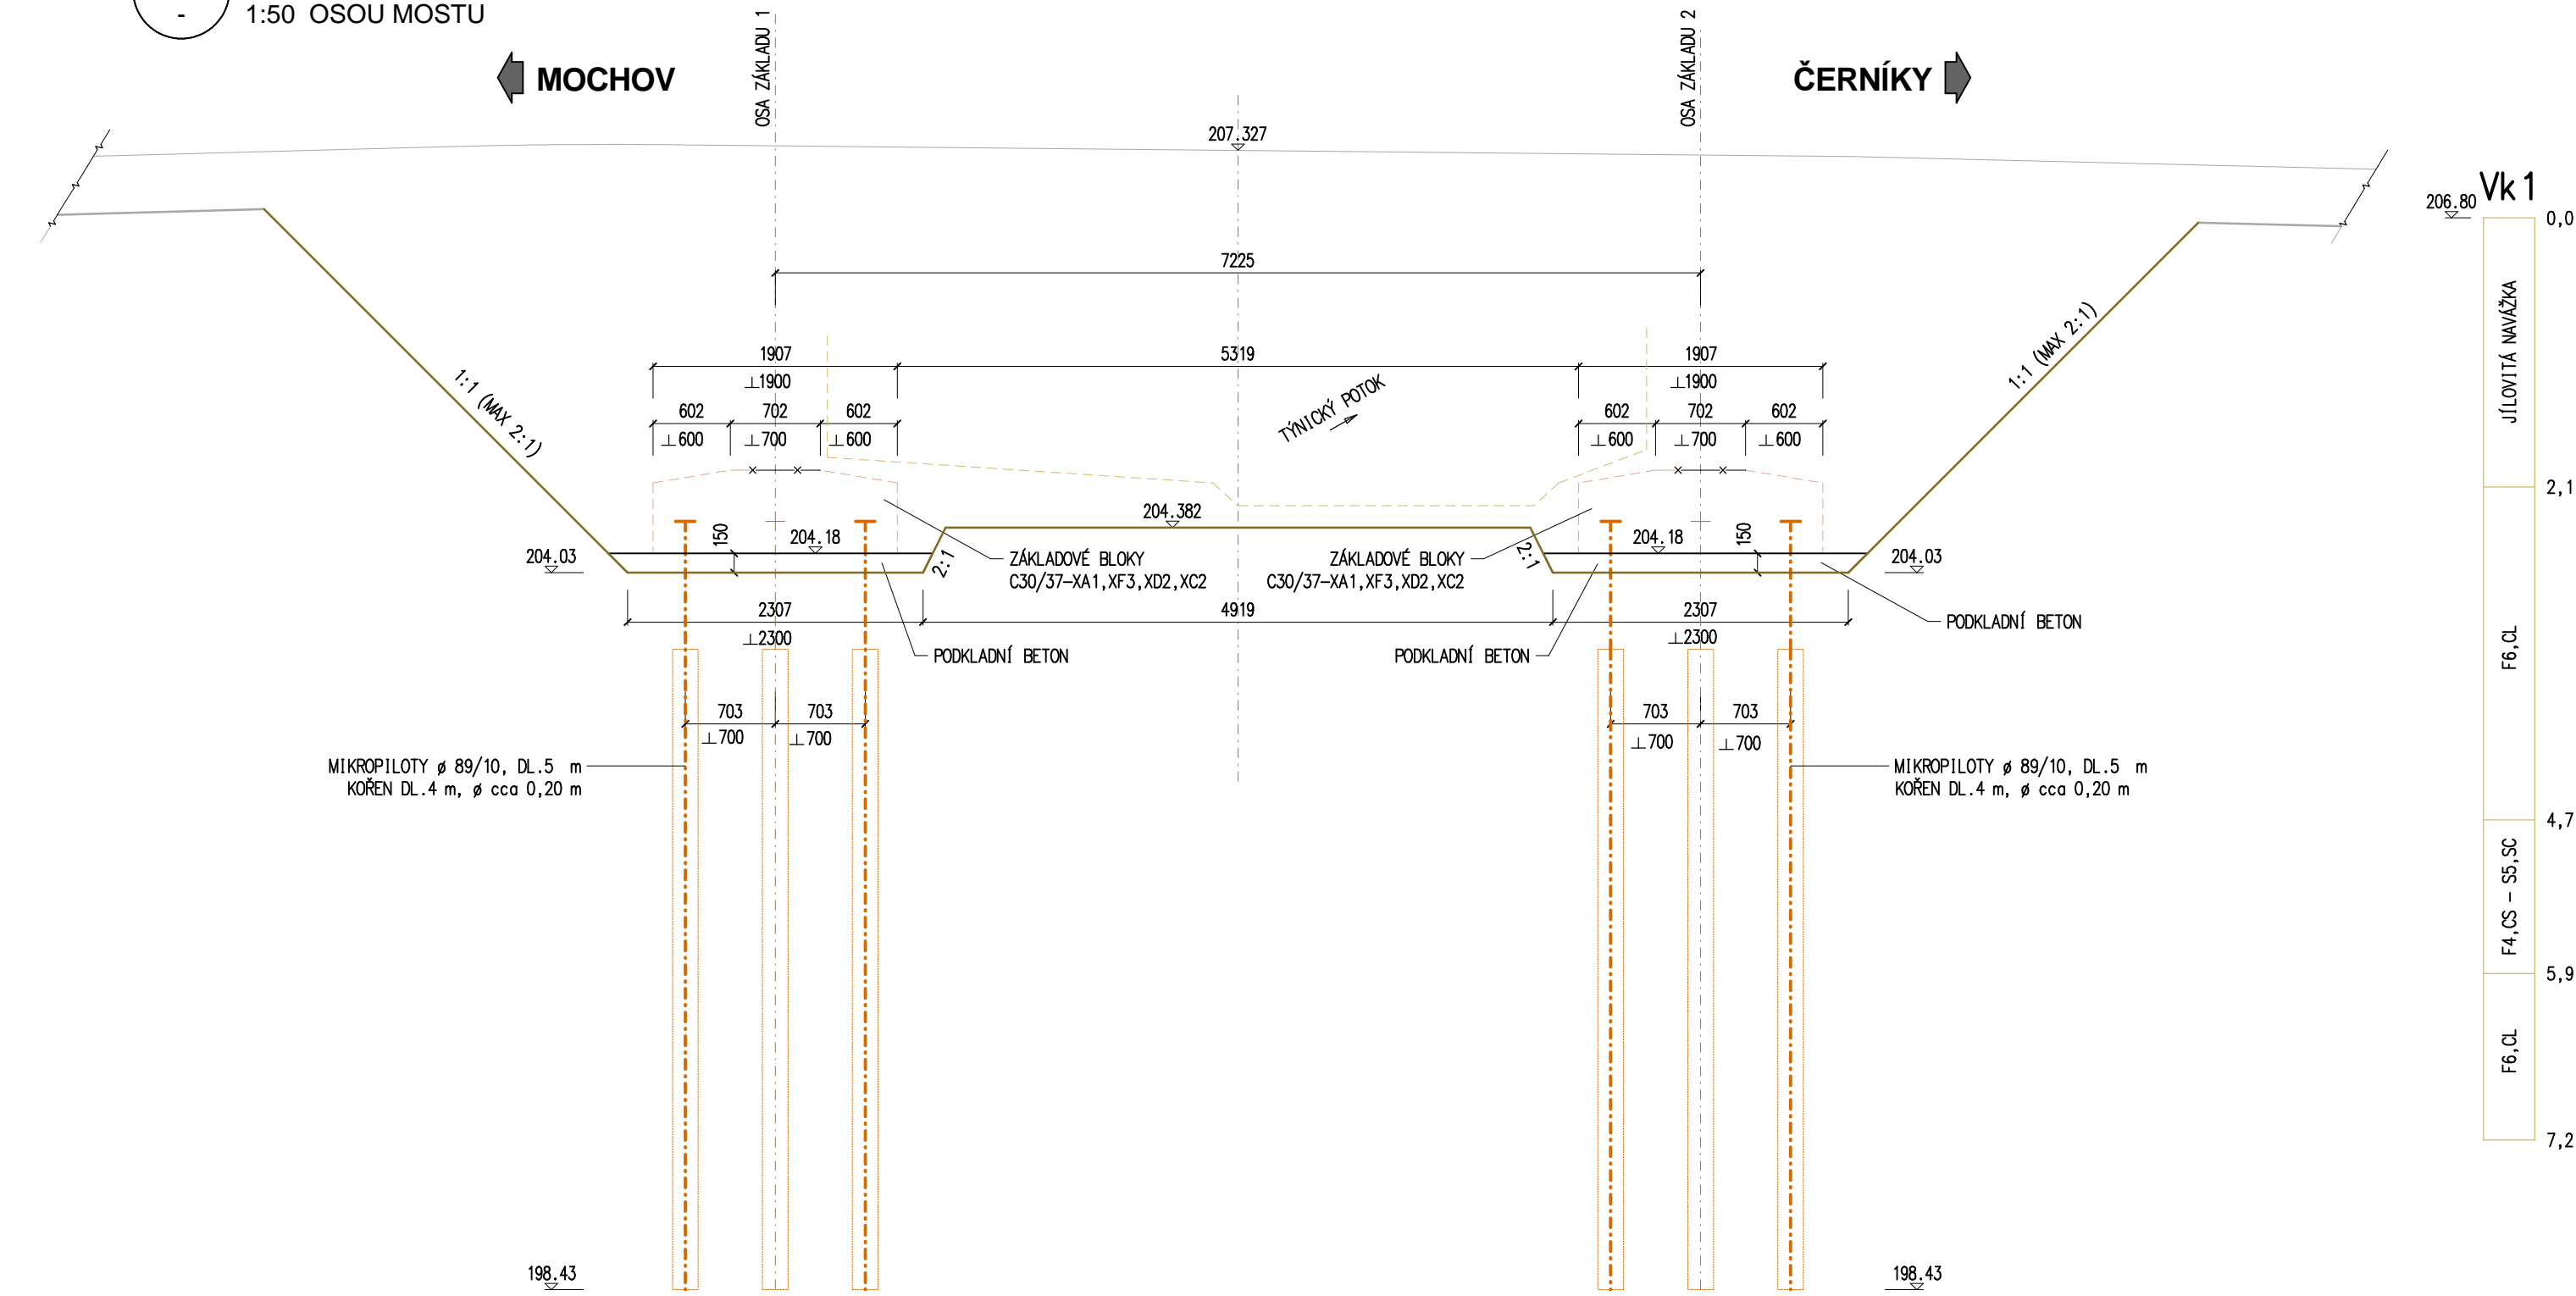 -
1:50 OSOU MOSTU
MOCHOV
OSA ZÁKLADU 1
OSA ZÁKLADU 2
ČERNÍKY
207.327
Vk1
206.80
0,0
7225
1907
⊥1900
5319
1907
⊥1900
602
702
602
⊥600
⊥700
⊥600
602
702
602
⊥600
⊥700
⊥600
1:1 (MAX 2:1)
1:1 (MAX 2:1)
TÝNICKÝ POTOK
JÍLOVITÁ NAVÁŽKA
2,1
204.382
150
204.18
204.18
150
204.03
204.03
2:1
2:1
ZÁKLADOVÉ BLOKY
C30/37-XA1,XF3,XD2,XC2
ZÁKLADOVÉ BLOKY
C30/37-XA1,XF3,XD2,XC2
2307
⊥2300
4919
2307
⊥2300
PODKLADNÍ BETON
PODKLADNÍ BETON
PODKLADNÍ BETON
F6,CL
703
703
⊥700
⊥700
703
703
⊥700
⊥700
MIKROPILOTY ø 89/10, DL.5 m
KOŘEN DL.4 m, ø cca 0,20 m
MIKROPILOTY ø 89/10, DL.5 m
KOŘEN DL.4 m, ø cca 0,20 m
4,7
F4,CS - S5,SC
5,9
F6,CL
7,2
198.43
198.43